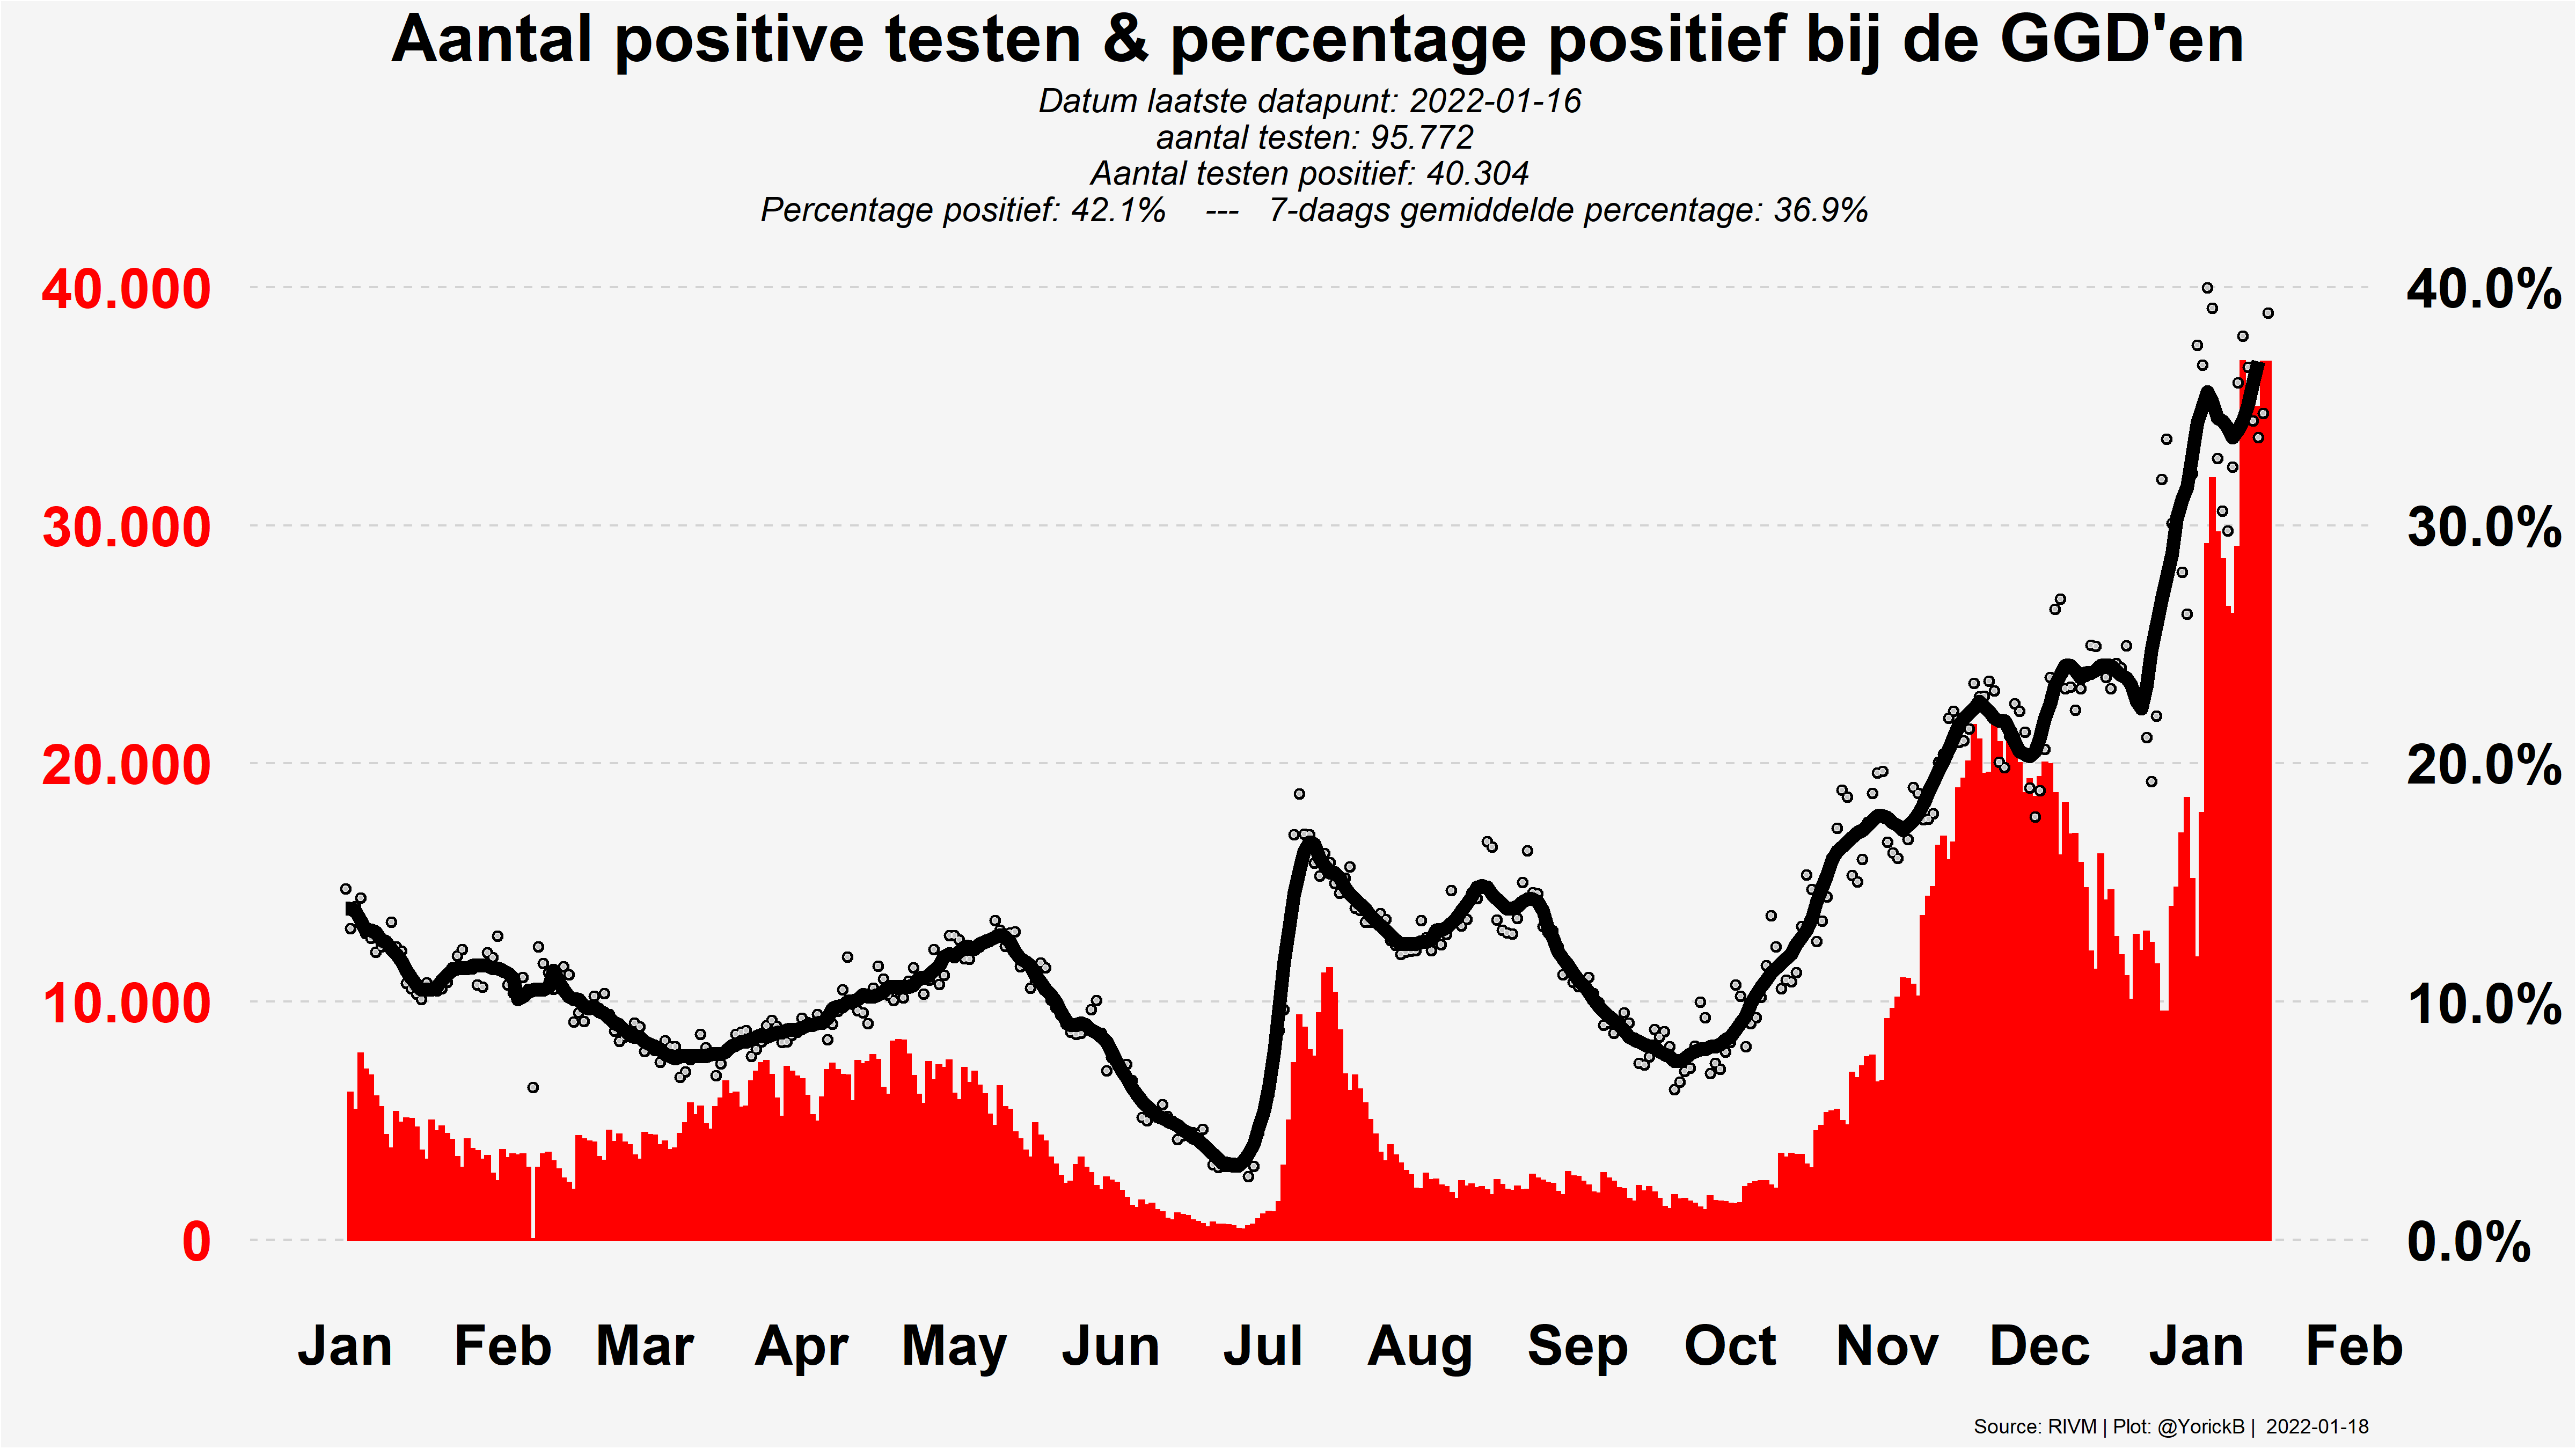 Aantal positive testen & percentage positief bij de GGD'en
Datum laatste datapunt: 2022-01-16
aantal testen: 95.772
Aantal testen positief: 40.304
Percentage positief: 42.1% --- 7-daags gemiddelde percentage: 36.9%
40.000 40.0%
30.000 30.0%
20.000 20.0%
10.000 10.0%
0 0.0%
Jan Feb Mar Apr May Jun Jul Aug Sep Oct Nov Dec Jan Feb
Source: RIVM | Plot: @YorickB | 2022-01-18